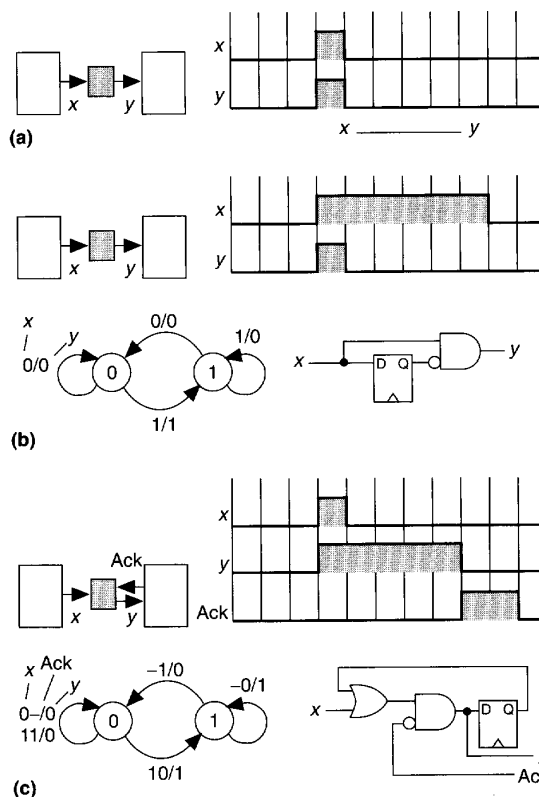 x
y
x y
x y
(a)
x
y
x y
x
y
0/0
0/0
0
1
1/0
1/1
x
D Q
y
(b)
x
y
Ack
Ack
x y
x Ack
y
0–/0
11/0
–1/0
–0/1
0
1
10/1
x
D Q
Ac
(c)